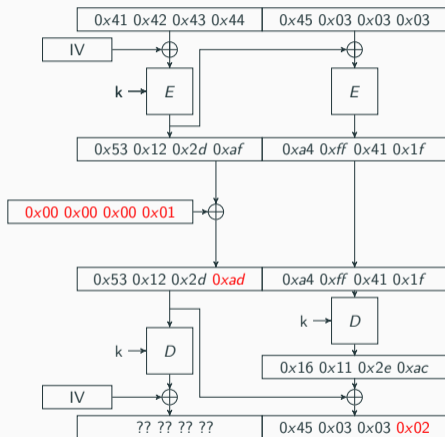 0x41 0x42 0x43 0x44 0x45 0x03 0x03 0x03
IV
k E E
0x53 0x12 0x2d 0xaf 0xa4 0xff 0x41 0x1f
0x00 0x00 0x00 0x01
0x53 0x12 0x2d 0xad 0xa4 0xff 0x41 0x1f
k D
k D
0x16 0x11 0x2e 0xac
IV
?? ?? ?? ?? 0x45 0x03 0x03 0x02